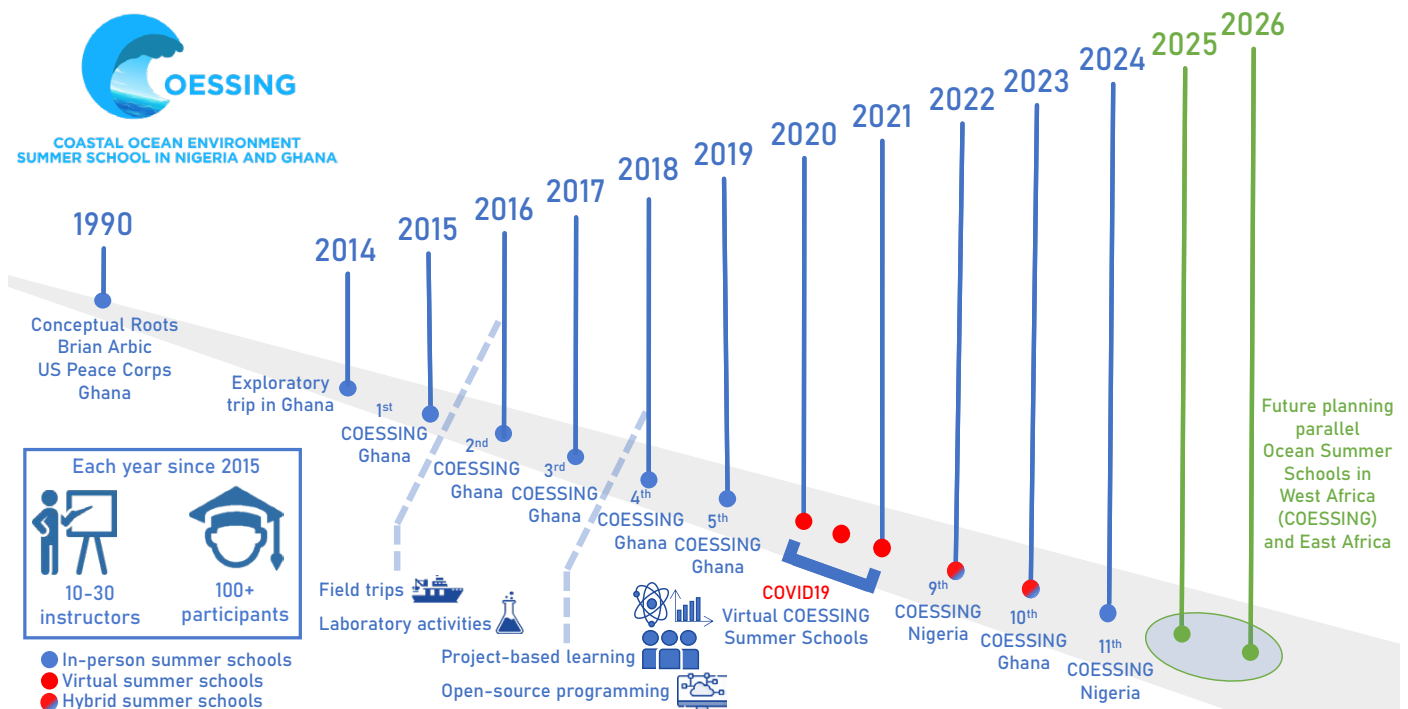 COESSING
COASTAL OCEAN ENVIRONMENT
SUMMER SCHOOL IN NIGERIA AND GHANA
1990
Conceptual Roots
Brian Arbic
US Peace Corps
Ghana
2014
Exploratory
trip in Ghana
2015
1st
COESSING
Ghana
2016
2nd
COESSING
Ghana
2017
3rd
COESSING
Ghana
2018
4th
COESSING
Ghana
2019
5th
COESSING
Ghana
2020
2021
COVID19
Virtual COESSING
Summer Schools
2022
9th
COESSING
Nigeria
2023
10th
COESSING
Ghana
2024
11th
COESSING
Nigeria
2025
2026
Future planning
parallel
Ocean Summer
Schools in
West Africa
(COESSING)
and East Africa
Each year since 2015
10-30
instructors
100+
participants
Field trips
Laboratory activities
Project-based learning
Open-source programming
In-person summer schools
Virtual summer schools
Hybrid summer schools